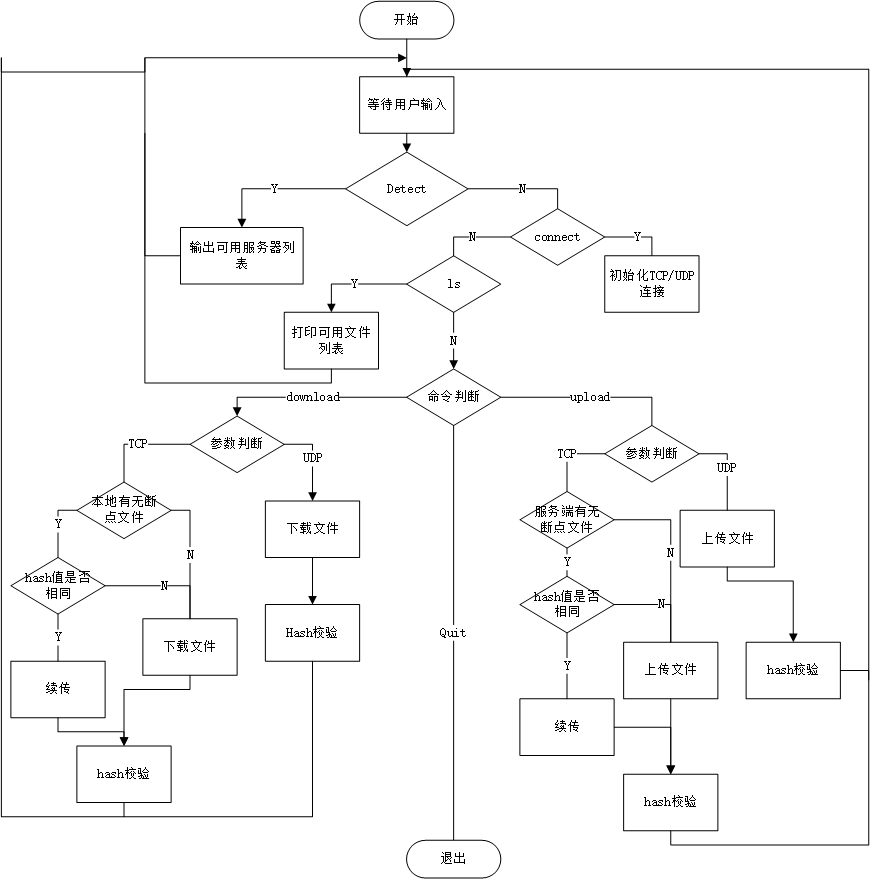 开始
等待用户输入
Detect
Y
N
输出可用服务器列
表
connect
N
Y
初始化TCP/UDP
连接
ls
Y
打印可用文件
列表
N
命令判断
download
upload
参数判断
TCP
UDP
参数判断
TCP
UDP
本地有无断
点文件
Y
N
下载文件
服务端有无
断点文件
Y
N
上传文件
hash值是否
相同
N
Y
hash值是否
相同
N
Y
下载文件
Hash校验
Quit
上传文件
hash校验
续传
续传
hash校验
hash校验
退出